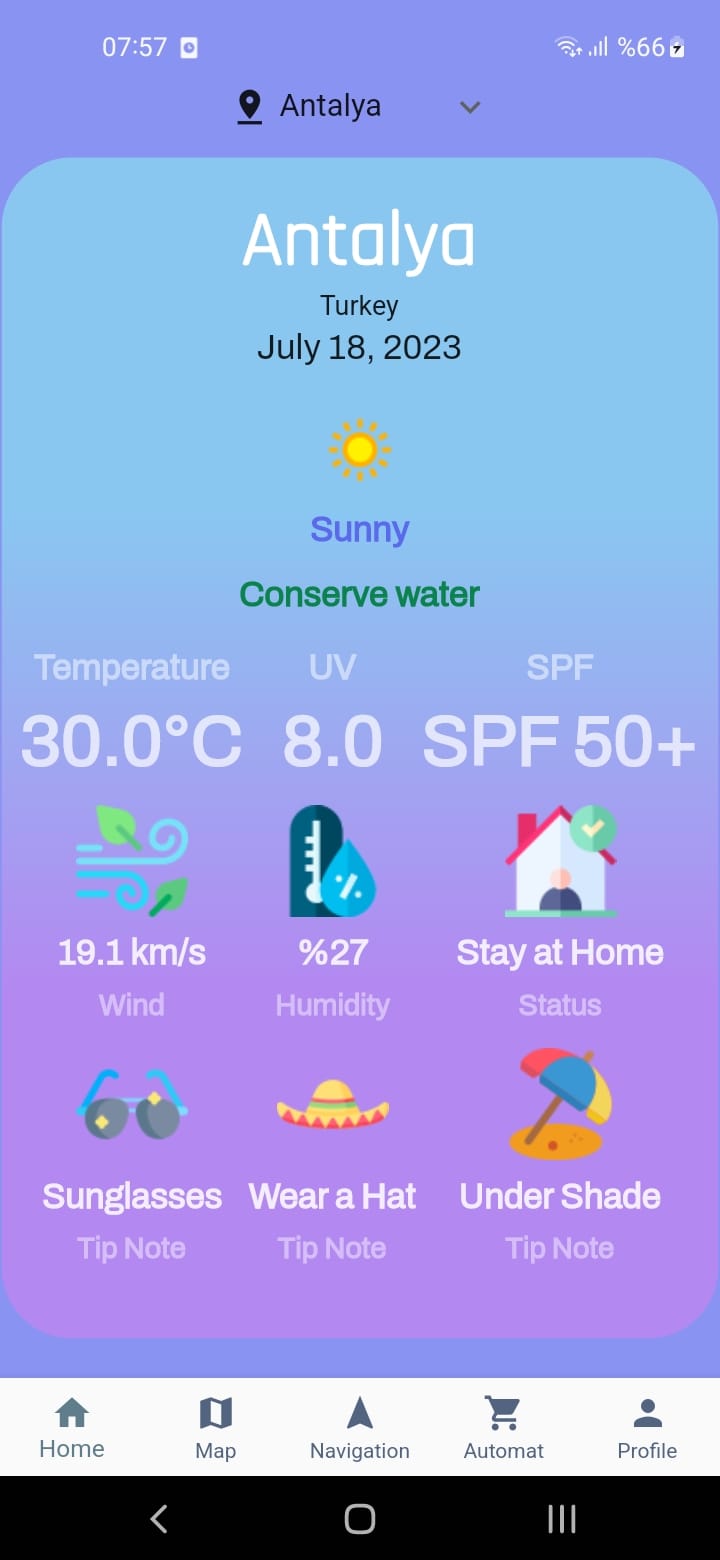 07:57 %66
Antalya
Antalya
Turkey
July 18, 2023
Sunny
Conserve water
Temperature UV SPF
30.0°C 8.0 SPF 50+
%
19.1 km/s %27 Stay at Home
Wind Humidity Status
Sunglasses Wear a Hat Under Shade
Tip Note Tip Note Tip Note
Home Map Navigation Automat Profile